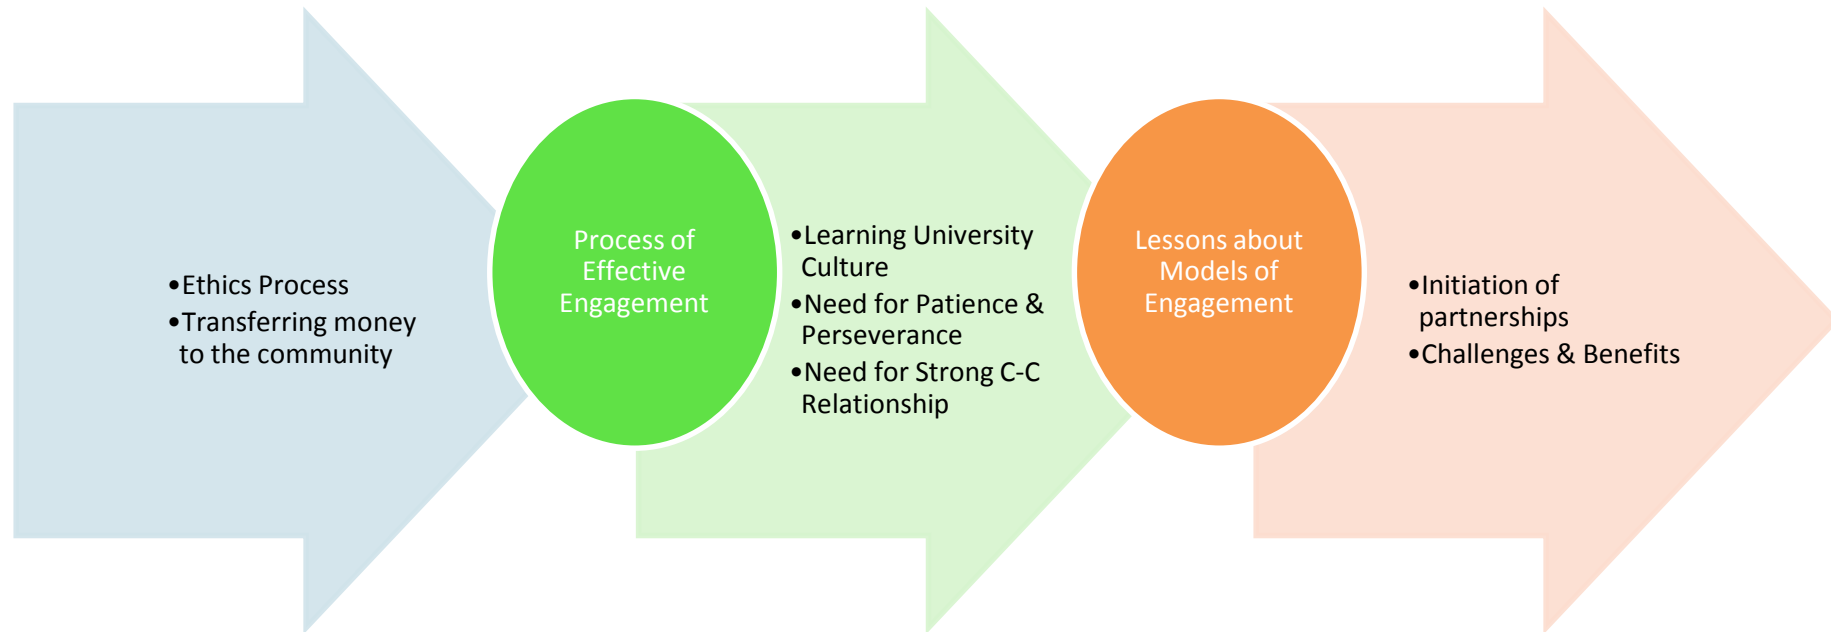 •Ethics Process
•Transferring money
to the community
Process of
Effective
Engagement
•Learning University
Culture
•Need for Patience &
Perseverance
•Need for Strong C-C
Relationship
Lessons about
Models of
Engagement
•Initiation of
partnerships
•Challenges & Benefits